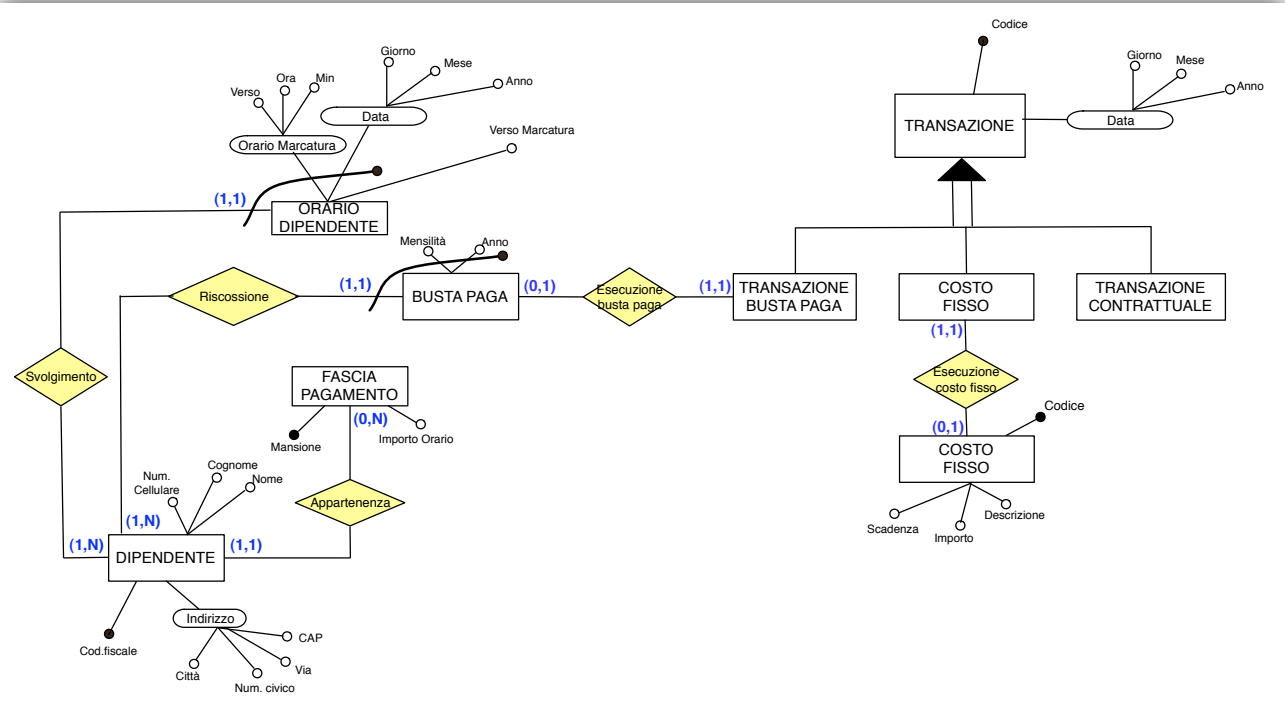 Codice
Giorno
Mese
Anno
Data
TRANSAZIONE
Giorno
Mese
Anno
Data
Verso
Ora
Min
Orario Marcatura
Verso Marcatura
(1,1)
ORARIO
DIPENDENTE
Mensilità
Anno
Riscossione
(1,1)
BUSTA PAGA
(0,1)
Esecuzione
busta paga
(1,1)
TRANSAZIONE
BUSTA PAGA
COSTO
FISSO
TRANSAZIONE
CONTRATTUALE
(1,1)
Esecuzione
costo fisso
(0,1)
Codice
COSTO
FISSO
Scadenza
Importo
Descrizione
Svolgimento
FASCIA
PAGAMENTO
(0,N)
Mansione
Importo Orario
Appartenenza
Num.
Cellulare
Cognome
Nome
(1,N)
(1,N)
DIPENDENTE
(1,1)
Cod.fiscale
Indirizzo
CAP
Via
Città
Num. civico